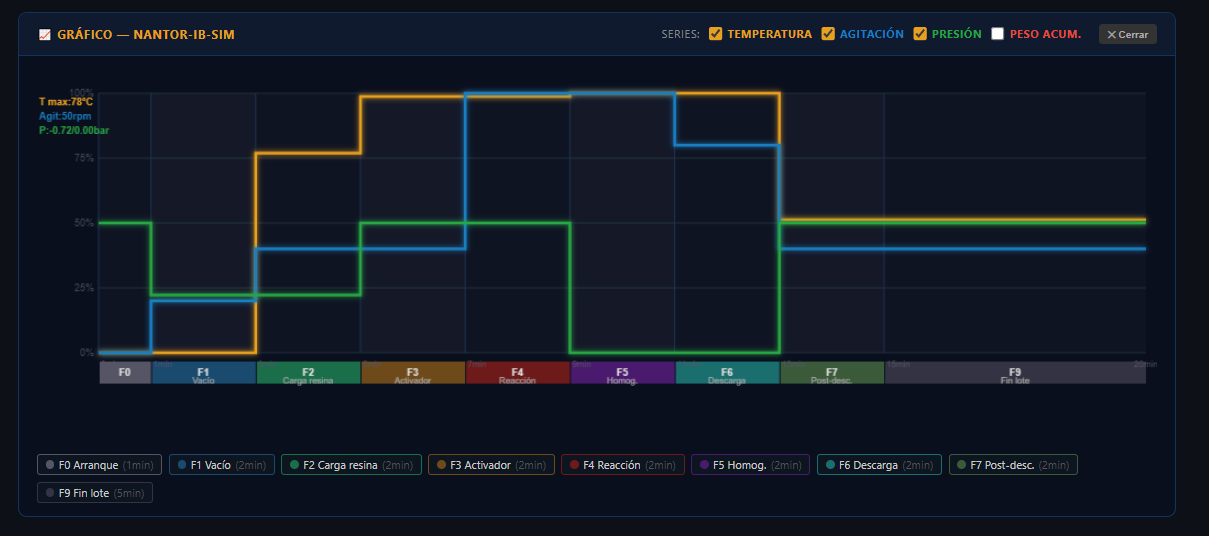 📈 GRÁFICO — NANTOR-IB-SIM
SERIES: TEMPERATURA AGITACIÓN PRESIÓN PESO ACUM. ✕ Cerrar
100%
T max:78°C
Agit:50rpm
P:-0.72/0.00bar
75%
50%
25%
0%
15min 20min
F0 F1 F2 F3 F4 F5 F6 F7 F9
Vacío Carga resina Activador Reacción Homog. Descarga Post-desc. Fin lote
F0 Arranque (1min) F1 Vacío (2min) F2 Carga resina (2min) F3 Activador (2min) F4 Reacción (2min) F5 Homog. (2min) F6 Descarga (2min) F7 Post-desc. (2min)
F9 Fin lote (5min)